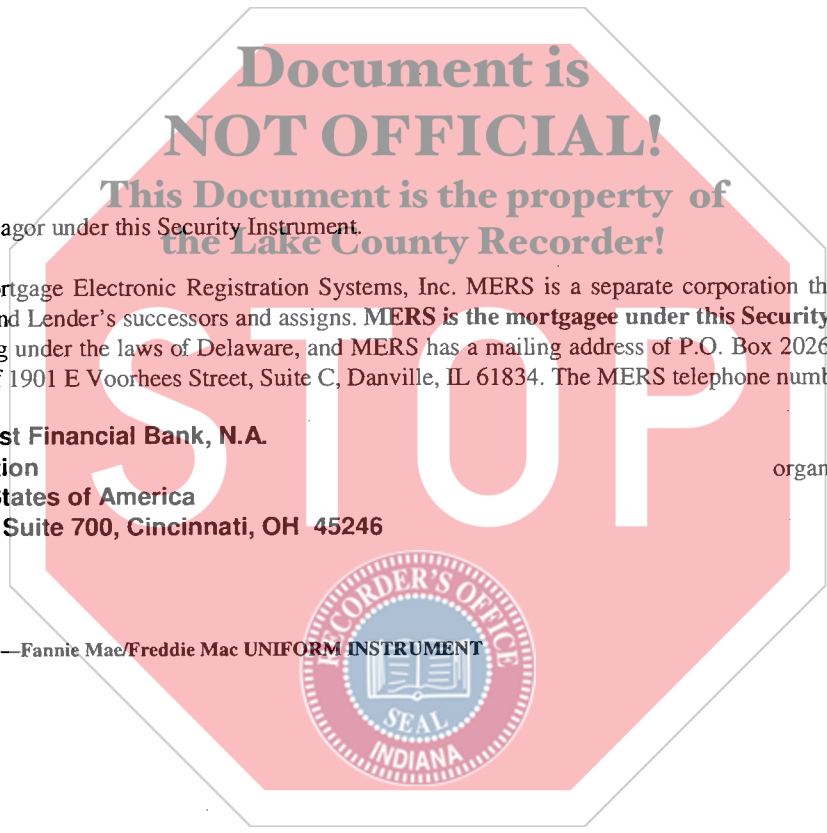 Document is
NOT OFFICIAL!
This Document is the property of
the Lake County Recorder!
agor under this Security Instrument.
rtgage Electronic Registration Systems, Inc. MERS is a separate corporation th
nd Lender's successors and assigns. MERS is the mortgagee under this Security
g under the laws of Delaware, and MERS has a mailing address of P.O. Box 2026
f 1901 E Voorhees Street, Suite C, Danville, IL 61834. The MERS telephone numb
st Financial Bank, N.A.
tion organ
States of America
Suite 700, Cincinnati, OH 45246
STOP
—Fannie Mae/Freddie Mac UNIFORM INSTRUMENT
RECORDER'S OFFICE
SEAL
INDIANA